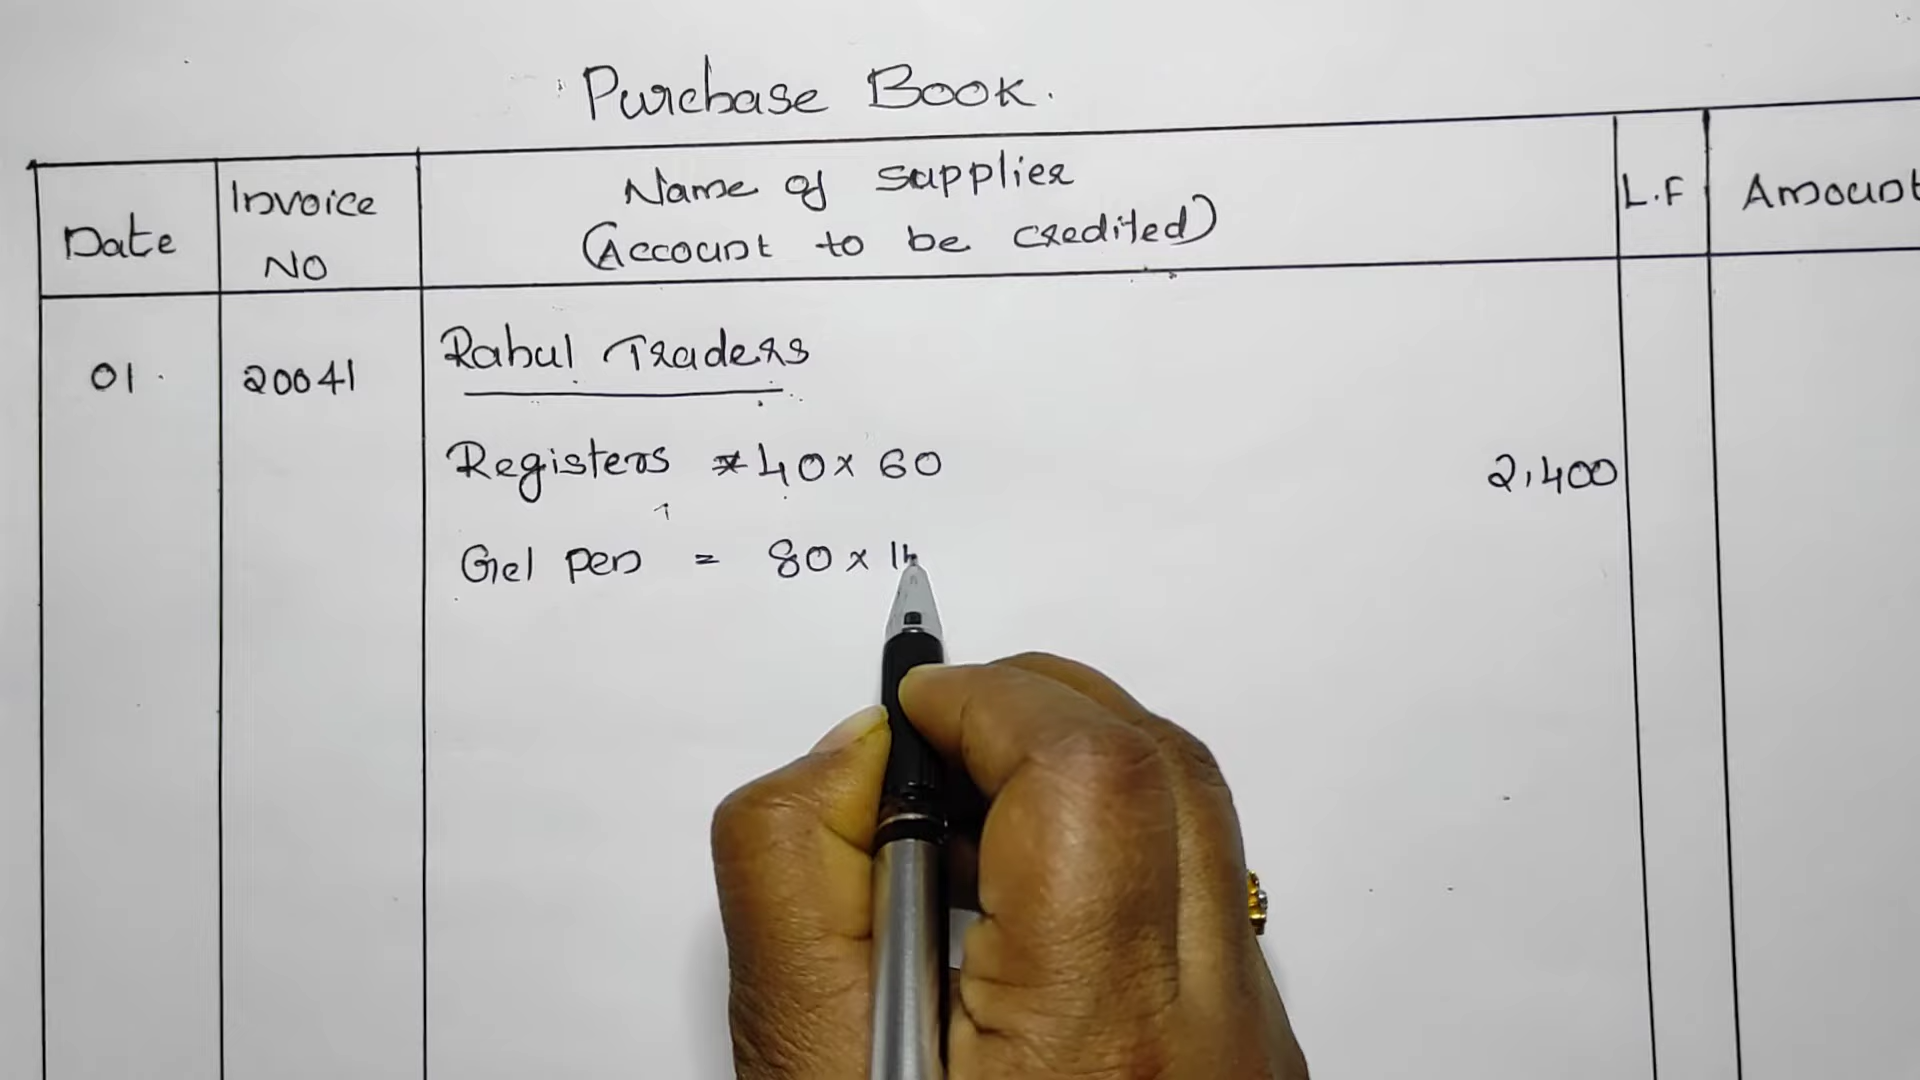 Purchase Book.
Date
Invoice NO
Name of Supplier
(Account to be credited)
L.F
Amount
01
20041
Rahul Traders
Registers * 40 x 60
2,400
Gel pen = 80 x